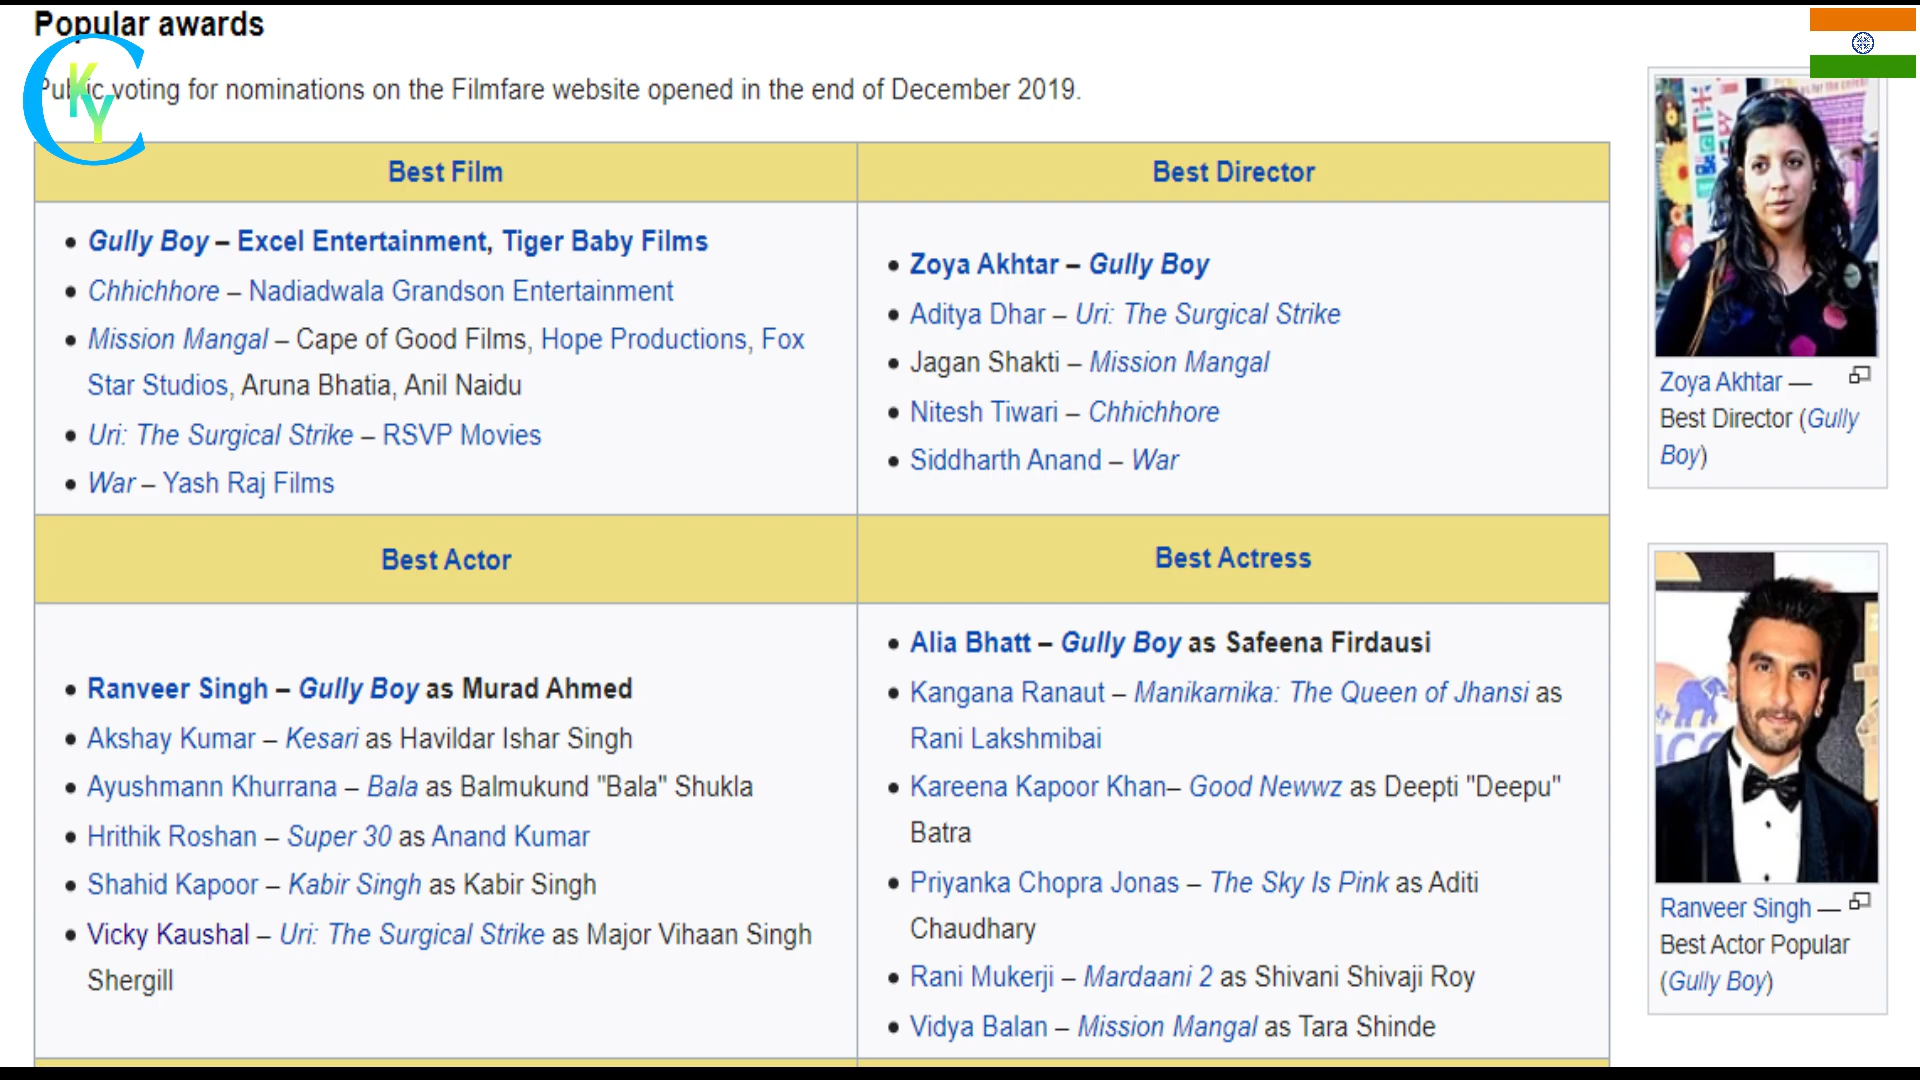 Popular awards
Public voting for nominations on the Filmfare website opened in the end of December 2019.
CKY
Best Film
Gully Boy – Excel Entertainment, Tiger Baby Films
Chhichhore – Nadiadwala Grandson Entertainment
Mission Mangal – Cape of Good Films, Hope Productions, Fox
Star Studios, Aruna Bhatia, Anil Naidu
Uri: The Surgical Strike – RSVP Movies
War – Yash Raj Films
Best Director
Zoya Akhtar – Gully Boy
Aditya Dhar – Uri: The Surgical Strike
Jagan Shakti – Mission Mangal
Nitesh Tiwari – Chhichhore
Siddharth Anand – War
Best Actor
Ranveer Singh – Gully Boy as Murad Ahmed
Akshay Kumar – Kesari as Havildar Ishar Singh
Ayushmann Khurrana – Bala as Balmukund "Bala" Shukla
Hrithik Roshan – Super 30 as Anand Kumar
Shahid Kapoor – Kabir Singh as Kabir Singh
Vicky Kaushal – Uri: The Surgical Strike as Major Vihaan Singh
Shergill
Best Actress
Alia Bhatt – Gully Boy as Safeena Firdausi
Kangana Ranaut – Manikarnika: The Queen of Jhansi as
Rani Lakshmibai
Kareena Kapoor Khan– Good Newwz as Deepti "Deepu"
Batra
Priyanka Chopra Jonas – The Sky Is Pink as Aditi
Chaudhary
Rani Mukerji – Mardaani 2 as Shivani Shivaji Roy
Vidya Balan – Mission Mangal as Tara Shinde
Zoya Akhtar —
Best Director (Gully
Boy)
Ranveer Singh —
Best Actor Popular
(Gully Boy)